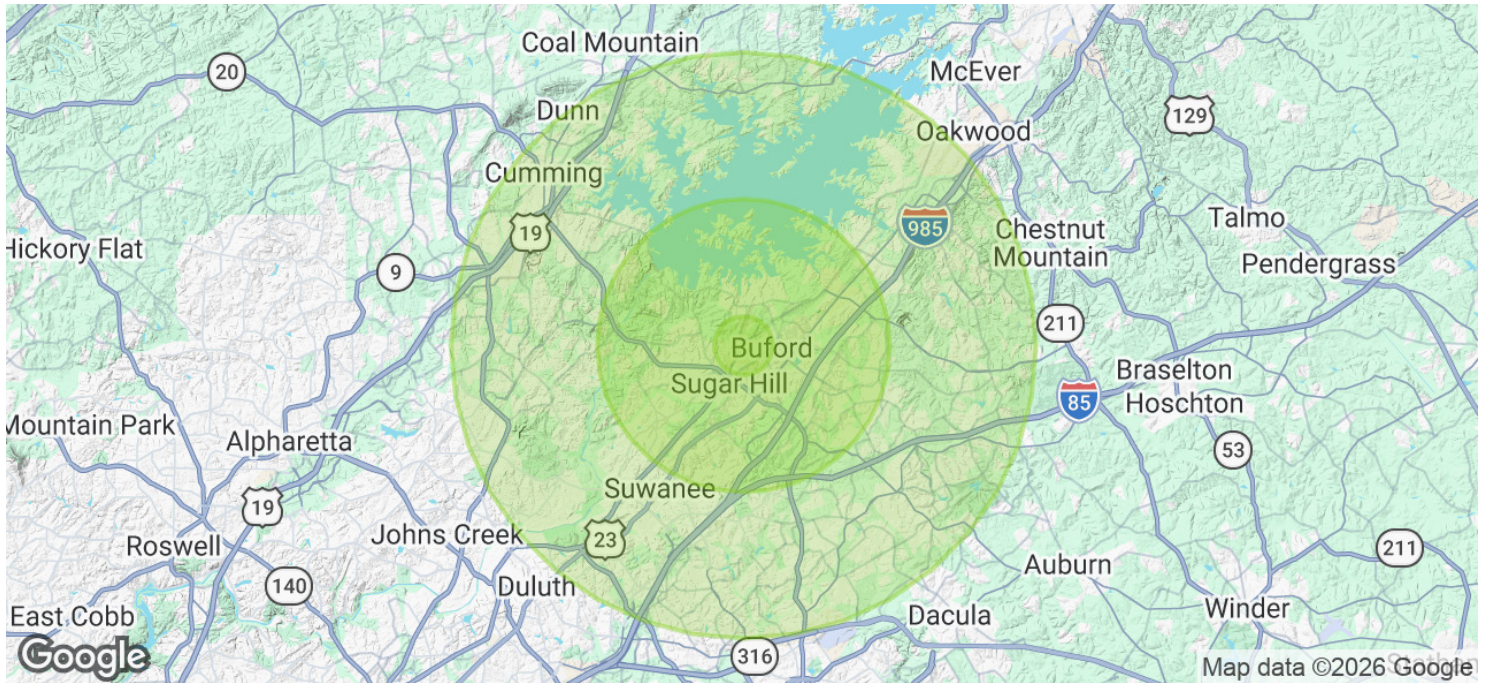 Coal Mountain
20
McEver
Dunn
129
Oakwood
Cumming
19
985
Talmo
Chestnut
Mountain
Hickory Flat
9
Pendergrass
211
Buford
Braselton
Sugar Hill
85
Hoschton
Mountain Park
Alpharetta
53
Suwanee
19
Johns Creek
23
Roswell
211
Auburn
140
Duluth
Winder
East Cobb
Dacula
316
Google
Map data ©2026 Google